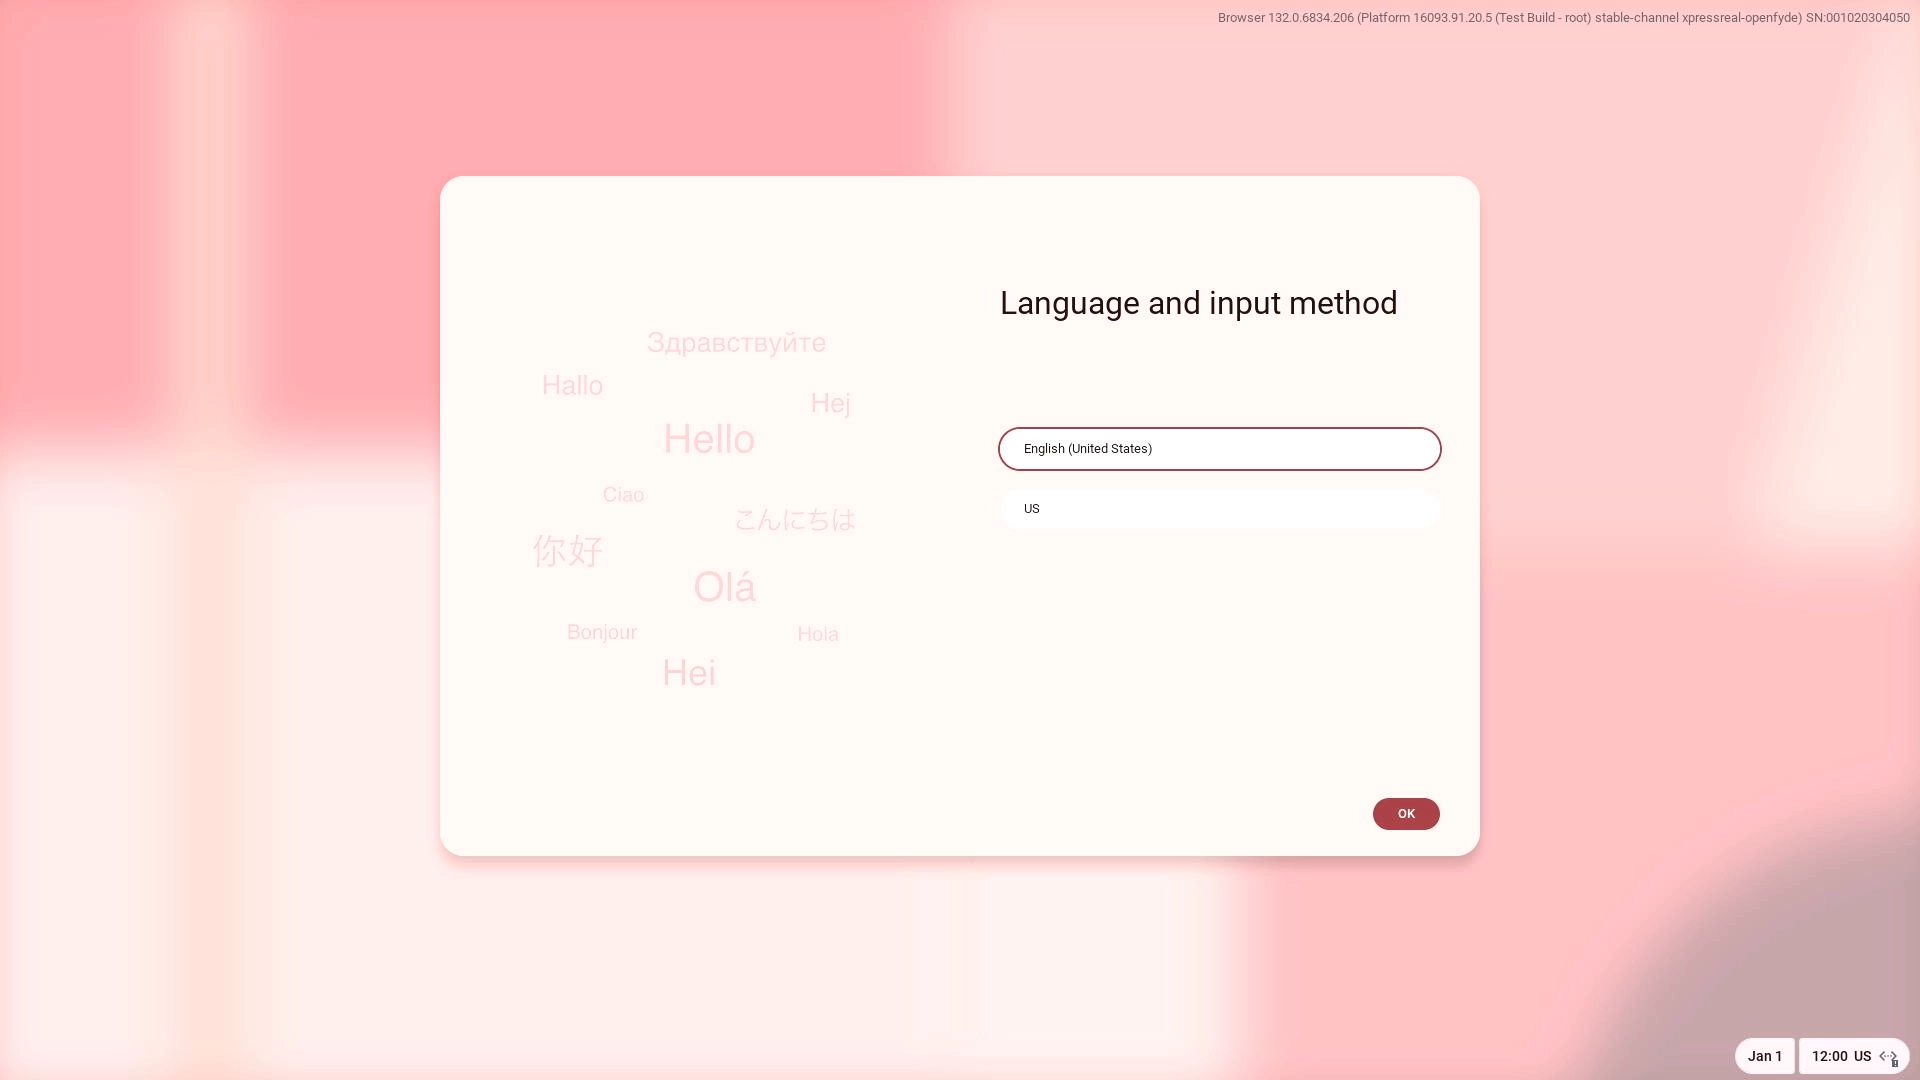 Browser 132.0.6834.206 (Platform 16093.91.20.5 (Test Build - root) stable-channel xpressreal-openfyde) SN:001020304050
Language and input method
Здравствуйте
Hallo
Hej
Hello
English (United States)
Ciao
US
こんにちは
你好
Olá
Bonjour
Hola
Hei
OK
Jan 1
12:00 US